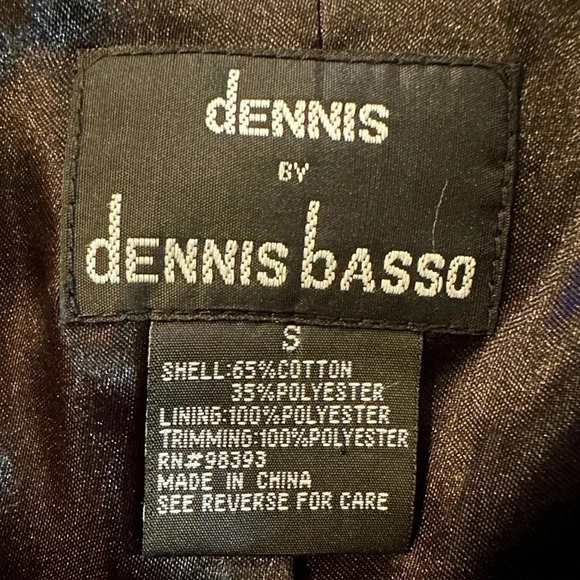 dENNIS
BY
dENNIS bASSO
S
SHELL:65%COTTON
35%POLYESTER
LINING:100%POLYESTER
TRIMMING:100%POLYESTER
RN#98393
MADE IN CHINA
SEE REVERSE FOR CARE